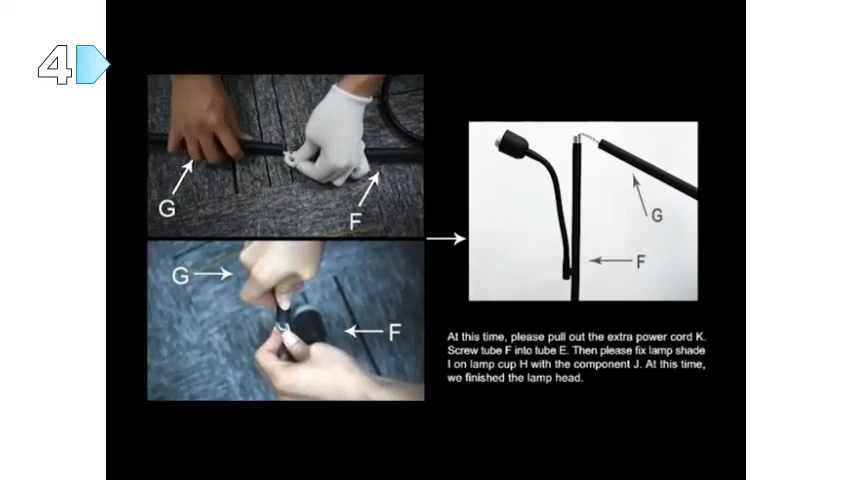 4
G
F
G
F
G
F
At this time, please pull out the extra power cord K.
Screw tube F into tube E. Then please fix lamp shade
I on lamp cup H with the component J. At this time,
we finished the lamp head.